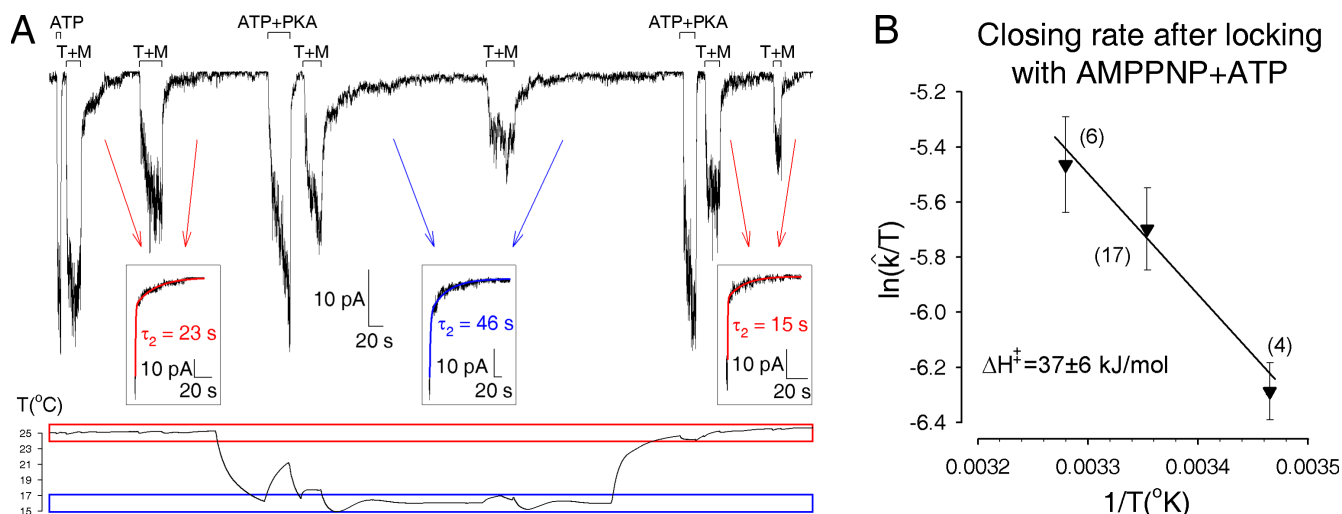 A
ATP
T+M
T+M
ATP+PKA
T+M
T+M
ATP+PKA
T+M
T+M
10 pA
20 s
τ2 = 23 s
10 pA
20 s
τ2 = 46 s
10 pA
20 s
τ2 = 15 s
10 pA
20 s
T(oC)
25
23
21
19
17
15
B
Closing rate after locking
with AMPPNP+ATP
-5.2
-5.4
-5.6
-5.8
-6.0
-6.2
-6.4
ln(k̂/T)
(6)
(17)
(4)
ΔH‡=37±6 kJ/mol
0.0032
0.0033
0.0034
0.0035
1/T(oK)